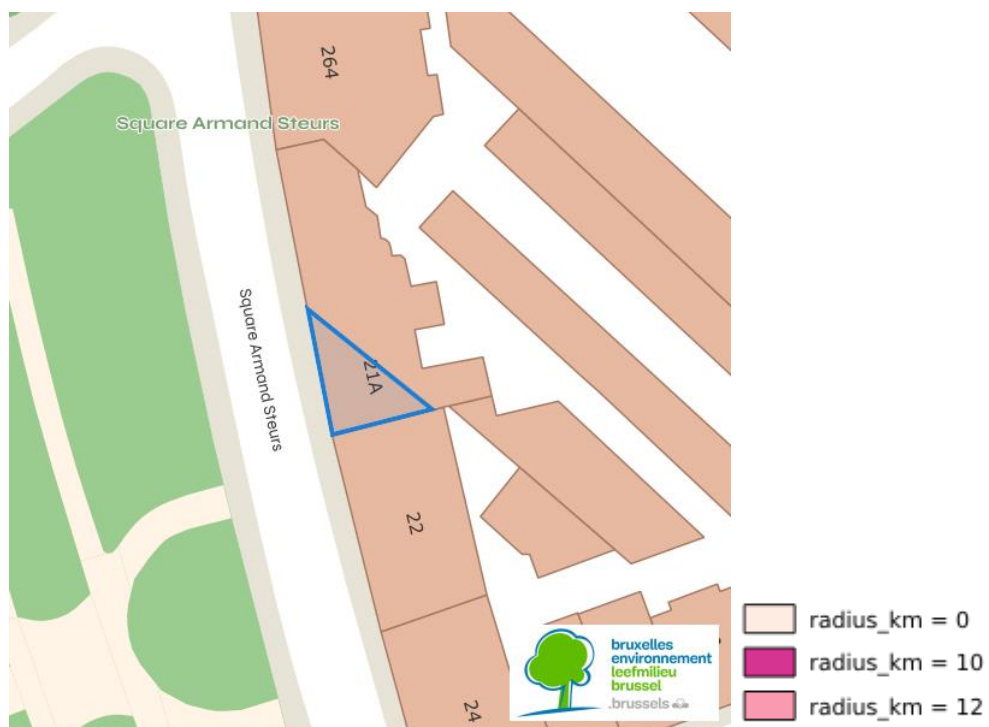 264
Square Armand Steurs
Square Armand Steurs
21A
22
24
bruxelles
environnement
leefmilieu
brussel
.brussels
radius_km = 0
radius_km = 10
radius_km = 12